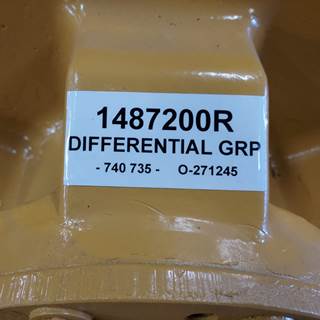 1487200R
DIFFERENTIAL GRP
- 740 735 - O-271245